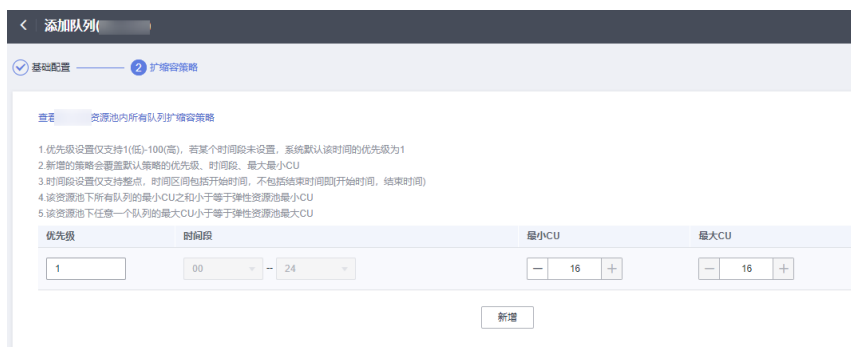 添加队列(
基础配置
2 扩缩容策略
查看 资源池内所有队列扩缩容策略
1.优先级设置仅支持1(低)-100(高)，若某个时间段未设置，系统默认该时间的优先级为1
2.新增的策略会覆盖默认策略的优先级、时间段、最大最小CU
3.时间段设置仅支持整点，时间区间包括开始时间，不包括结束时间即[开始时间，结束时间)
4.该资源池下所有队列的最小CU之和小于等于弹性资源池最小CU
5.该资源池下任意一个队列的最大CU小于等于弹性资源池最大CU
优先级 时间段 最小CU 最大CU
1 00 -- 24 16 16
新增